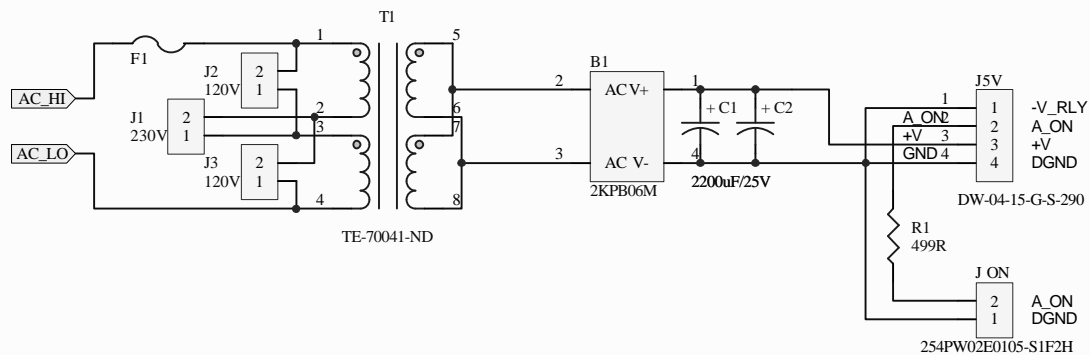 T1
F1
AC_HI
AC_LO
J1
230V
J2
120V
2
1
2
1
J3
120V
2
1
1
2
3
4
5
6
7
8
TE-70041-ND
2
3
B1
AC V+
AC V-
2KPB06M
1
4
+ C1
+ C2
2200uF/25V
J5V
1
A_ON 2
+V 3
GND 4
1
2
3
4
-V_RLY
A_ON
+V
DGND
DW-04-15-G-S-290
R1
499R
J ON
2
1
A_ON
DGND
254PW02E0105-S1F2H